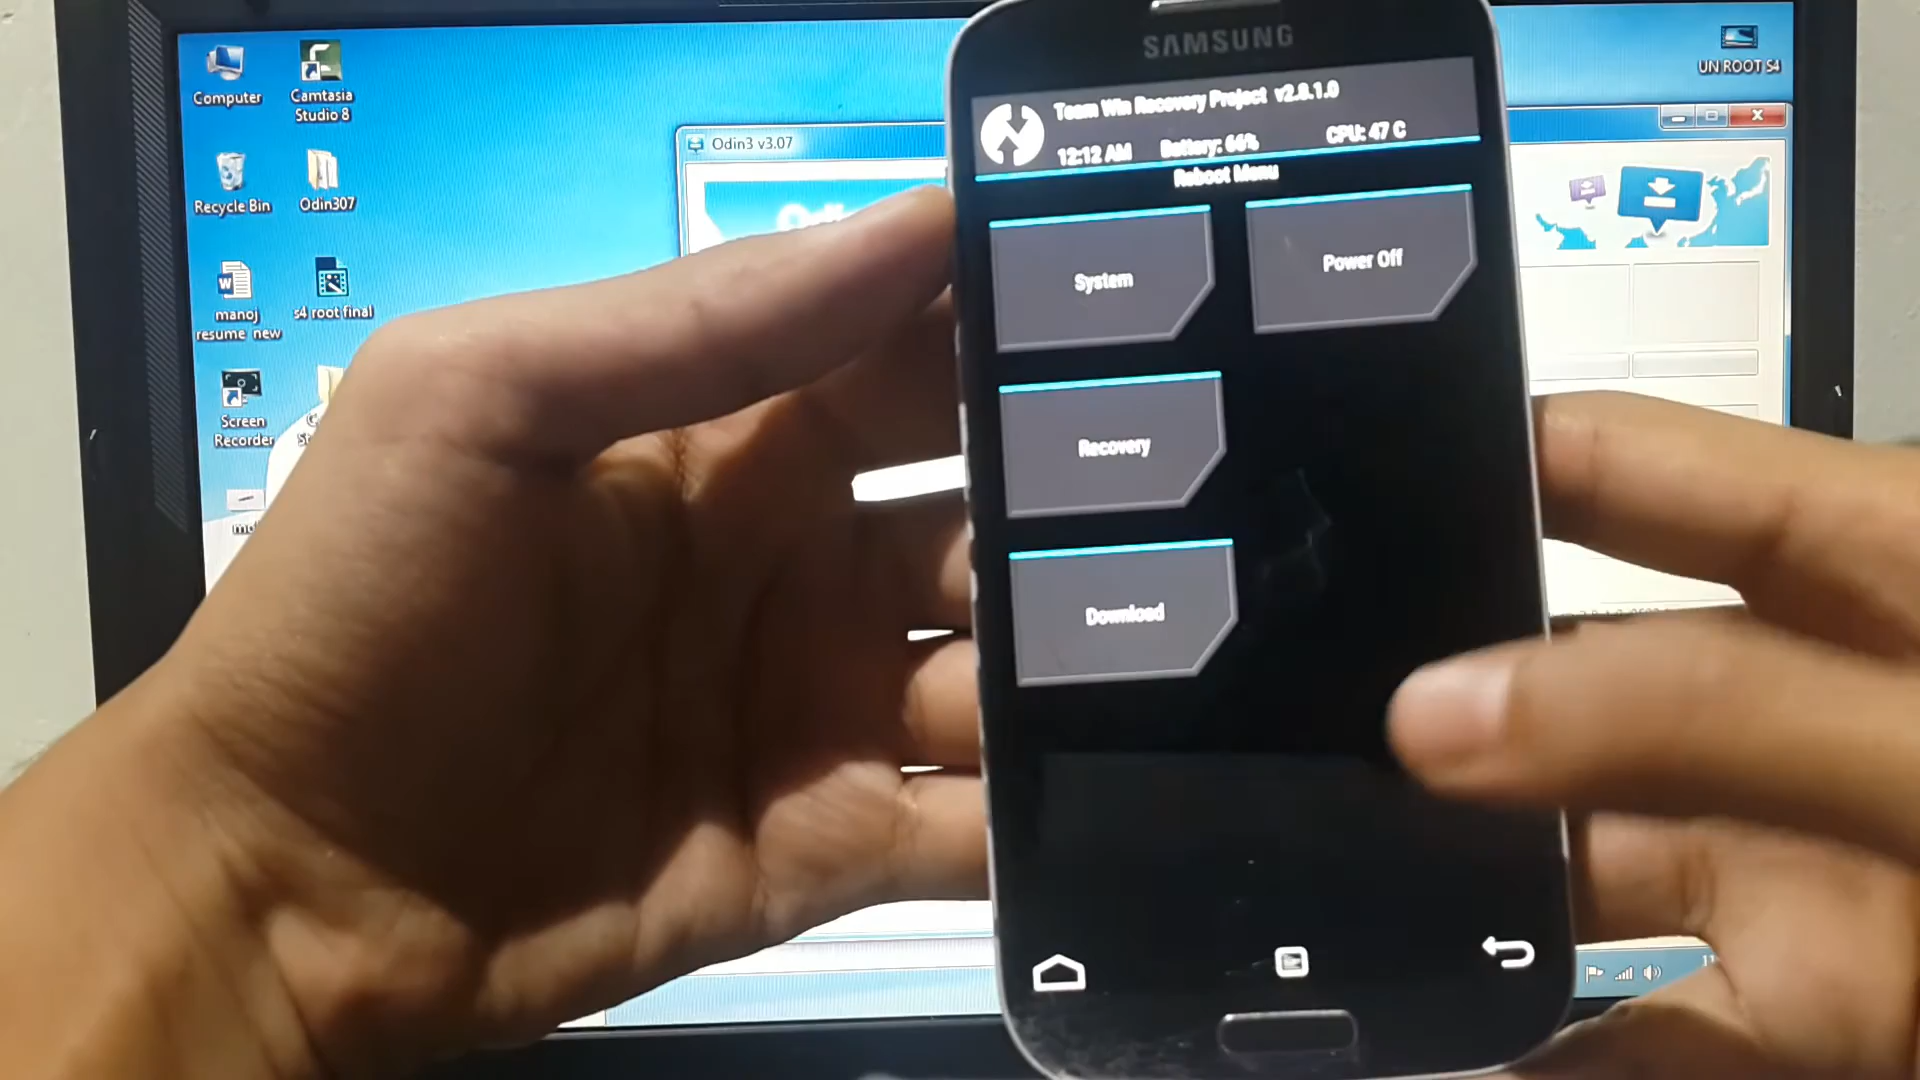 Computer
Camtasia
Studio 8
Recycle Bin
Odin307
manoj
resume new
s4 root final
Screen
Recorder
Odin3 v3.07
UN ROOT S4
SAMSUNG
Team Win Recovery Project v2.8.1.0
12:12 AM Battery: 66% CPU: 47 C
Reboot Menu
System
Power Off
Recovery
Download